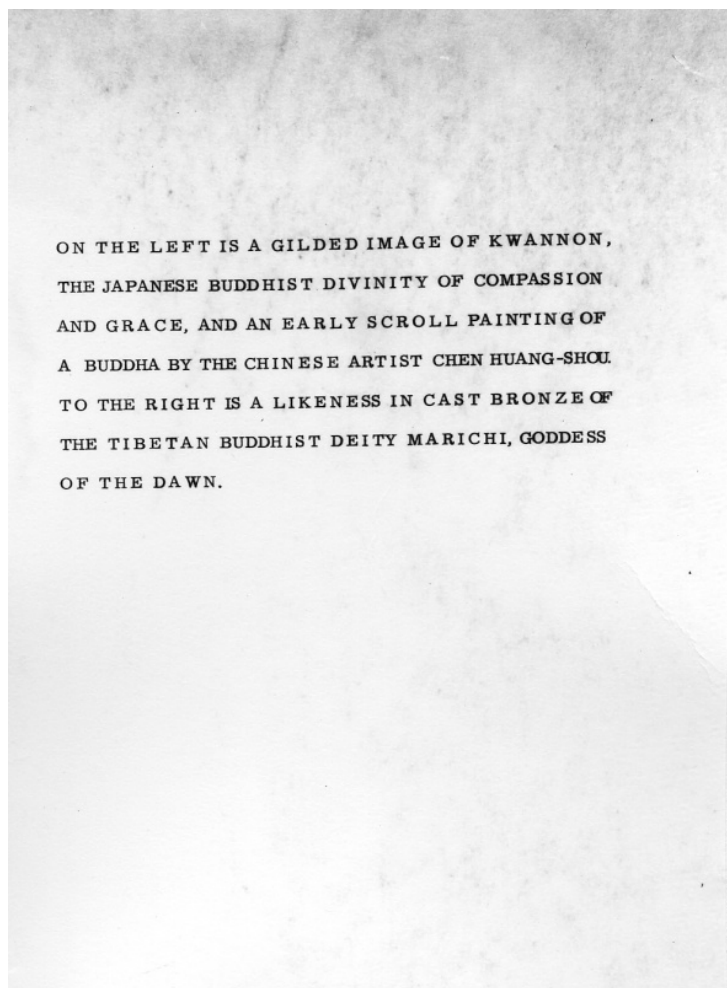 ON THE LEFT IS A GILDED IMAGE OF KWANNON,
THE JAPANESE BUDDHIST DIVINITY OF COMPASSION
AND GRACE, AND AN EARLY SCROLL PAINTING OF
A BUDDHA BY THE CHINESE ARTIST CHEN HUANG-SHOU.
TO THE RIGHT IS A LIKENESS IN CAST BRONZE OF
THE TIBETAN BUDDHIST DEITY MARICHI, GODDESS
OF THE DAWN.